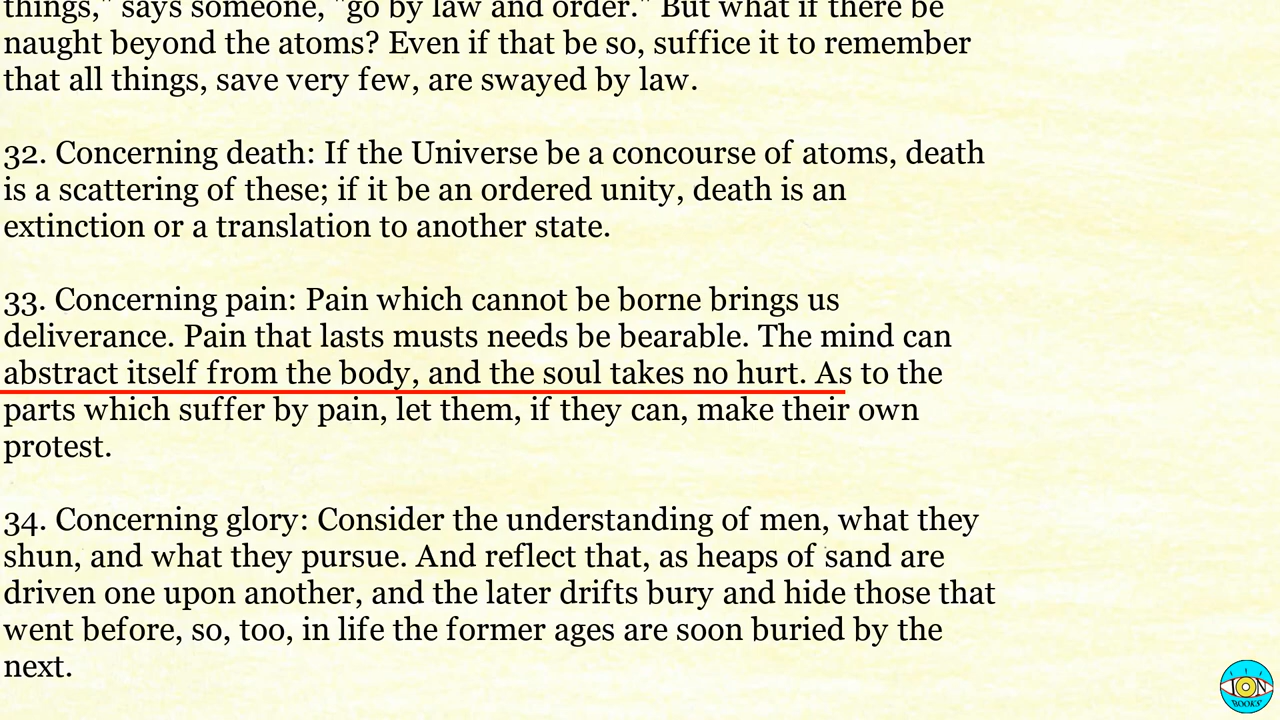 things," says someone, "go by law and order." But what if there be
naught beyond the atoms? Even if that be so, suffice it to remember
that all things, save very few, are swayed by law.
32. Concerning death: If the Universe be a concourse of atoms, death
is a scattering of these; if it be an ordered unity, death is an
extinction or a translation to another state.
33. Concerning pain: Pain which cannot be borne brings us
deliverance. Pain that lasts musts needs be bearable. The mind can
abstract itself from the body, and the soul takes no hurt. As to the
parts which suffer by pain, let them, if they can, make their own
protest.
34. Concerning glory: Consider the understanding of men, what they
shun, and what they pursue. And reflect that, as heaps of sand are
driven one upon another, and the later drifts bury and hide those that
went before, so, too, in life the former ages are soon buried by the
next.
ION
BOOKS